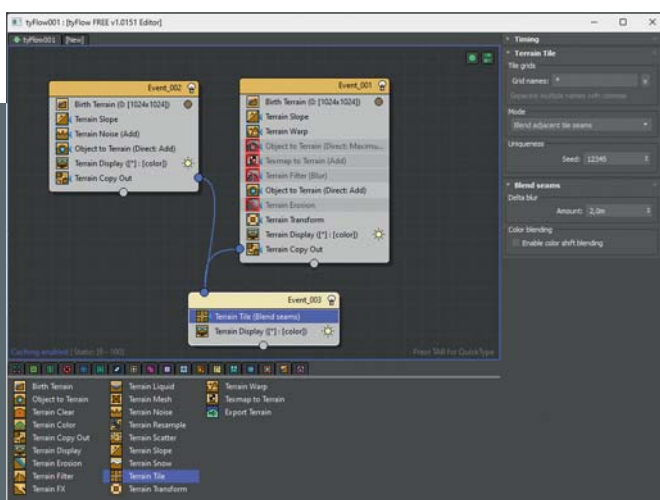 tyFlow001 : [tyFlow FREE v1.0151 Editor]
tyFlow001
[New]
Event_002
Birth Terrain (0: [1024x1024])
Terrain Slope
Terrain Noise (Add)
Object to Terrain (Direct: Add)
Terrain Display ([*] : [color])
Terrain Copy Out
Event_001
Birth Terrain (0: [1024x1024])
Terrain Slope
Terrain Warp
Object to Terrain (Direct: Maximu...
Texmap to Terrain (Add)
Terrain Filter (Blur)
Object to Terrain (Direct: Add)
Terrain Erosion
Terrain Transform
Terrain Display ([*] : [color])
Terrain Copy Out
Event_003
Terrain Tile (Blend seams)
Terrain Display ([*] : [color])
Caching enabled | Static: [0 - 100]
Press TAB for QuickType
Birth Terrain
Object to Terrain
Terrain Clear
Terrain Color
Terrain Copy Out
Terrain Display
Terrain Erosion
Terrain Filter
Terrain FX
Terrain Liquid
Terrain Mesh
Terrain Noise
Terrain Resample
Terrain Scatter
Terrain Slope
Terrain Snow
Terrain Tile
Terrain Transform
Terrain Warp
Texmap to Terrain
Export Terrain
Timing
Terrain Tile
Tile grids
Grid names: *
Separate multiple names with commas
Mode
Blend adjacent tile seams
Uniqueness
Seed: 12345
Blend seams
Delta blur
Amount: 2,0m
Color blending
Enable color shift blending